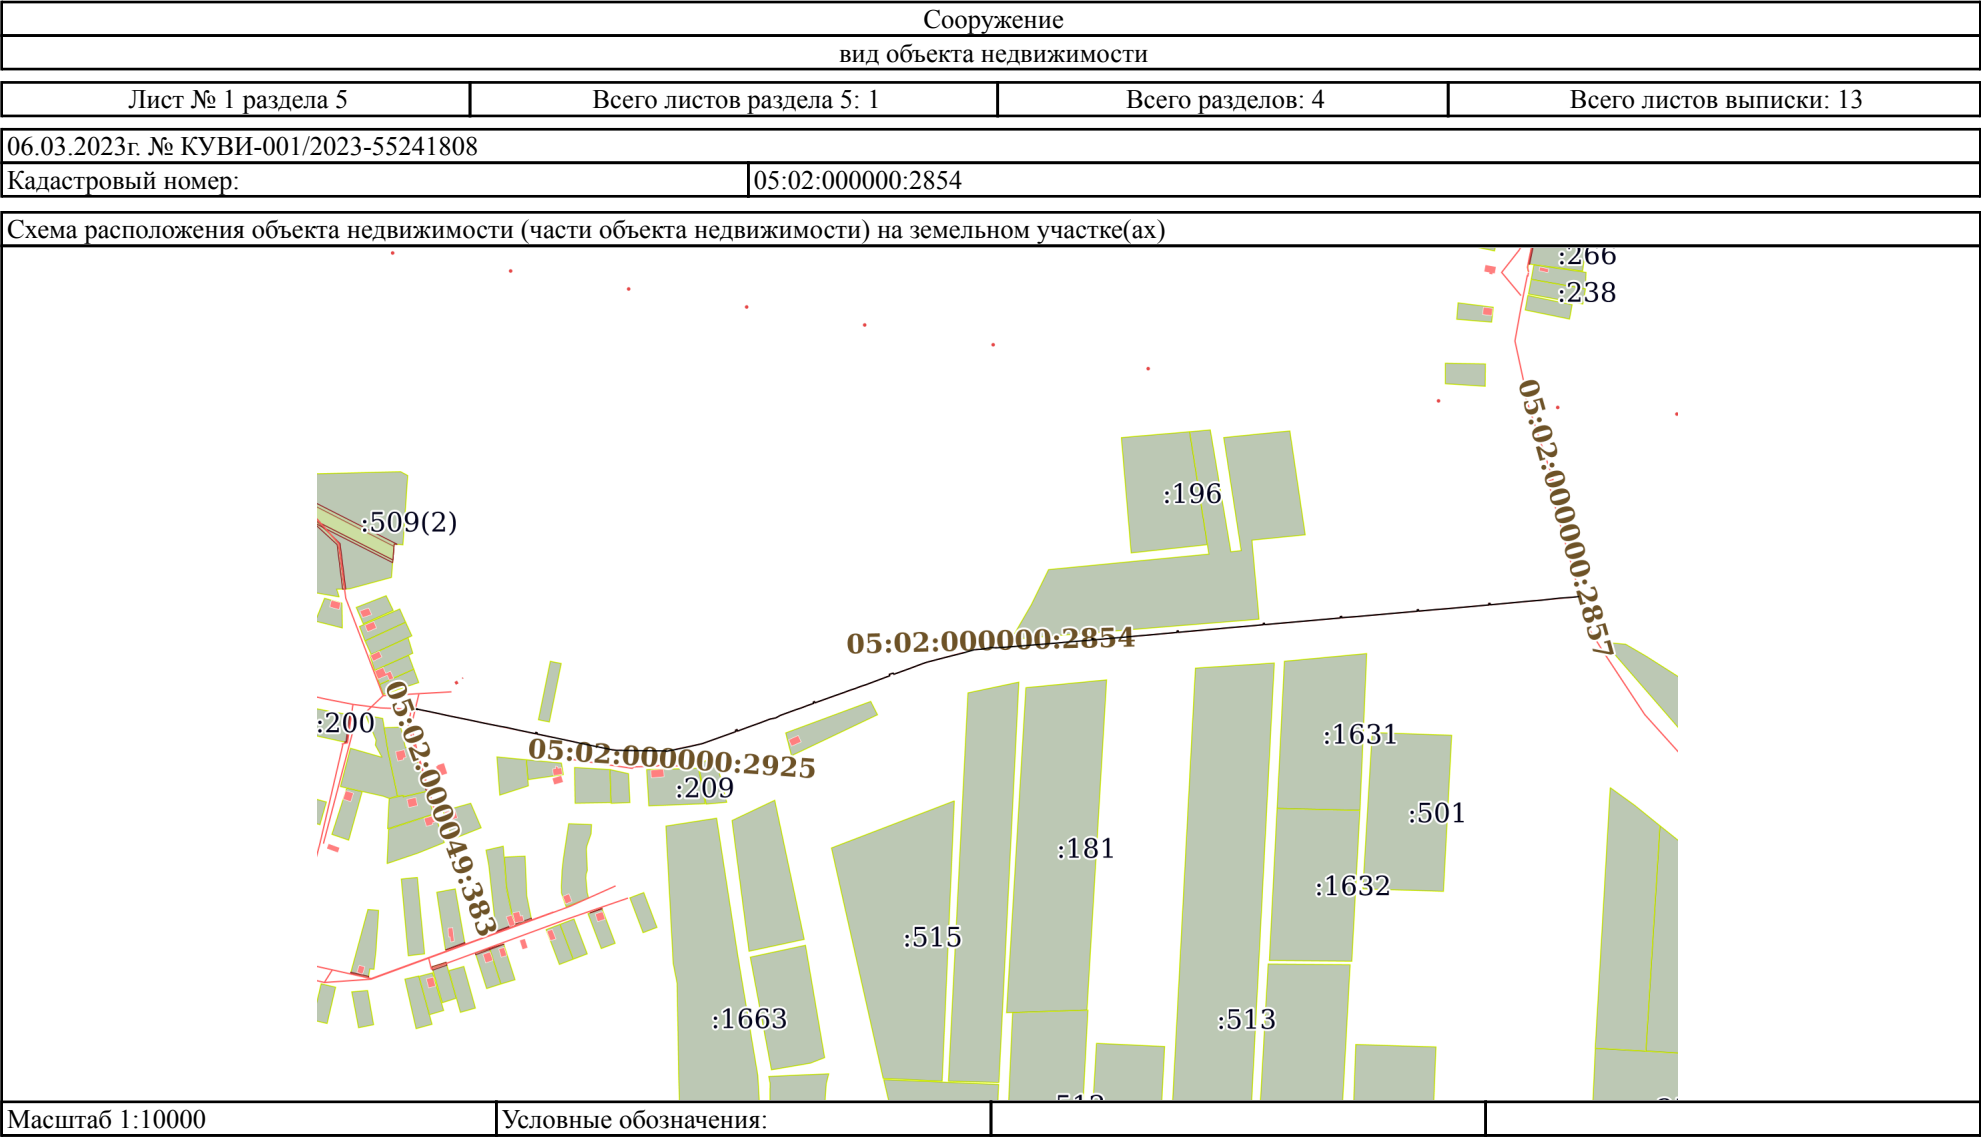 Сооружение
вид объекта недвижимости
Лист № 1 раздела 5
Всего листов раздела 5: 1
Всего разделов: 4
Всего листов выписки: 13
06.03.2023г. № КУВИ-001/2023-55241808
Кадастровый номер:
05:02:000000:2854
Схема расположения объекта недвижимости (части объекта недвижимости) на земельном участке(ах)
:266
:238
05:02:000000:2857
:196
:509(2)
05:02:000000:2854
:200
05:02:000049:383
05:02:000000:2925
:209
:1631
:501
:181
:1632
:515
:1663
:513
Масштаб 1:10000
Условные обозначения: